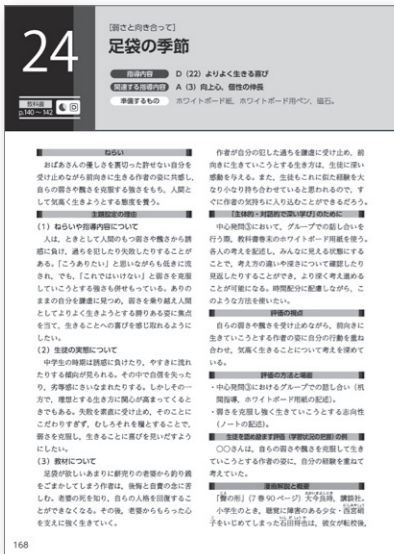 24
教科書
p.140～142
[弱さと向き合って]
足袋の季節
指導内容 D（22）よりよく生きる喜び
関連する指導内容 A（3）向上心、個性の伸長
準備するもの ホワイトボード紙、ホワイトボード用ペン、磁石。
ねらい
おばあさんの優しさを裏切った許せない自分を
受け止めながら前向きに生きる作者の姿に共感し、
自らの弱さや醜さを克服する強さをもち、人間と
して気高く生きようとする態度を養う。
主題設定の理由
（1）ねらいや指導内容について
人は、ときとして人間のもつ弱さや醜さから誘
惑に負け、過ちを犯したり失敗したりすることが
ある。「こうありたい」と思いながらも低きに流
され、でも、「これではいけない」と弱さを克服
していこうとする強さも併せもっている。ありの
ままの自分を謙虚に見つめ、弱さを乗り越え人間
としてよりよく生きようとする誇りある姿に焦点
を当て、生きることへの喜びを感じ取れるように
したい。
（2）生徒の実態について
中学生の時期は誘惑に負けたり、やすきに流れ
たりする傾向が見られる。その中で自信を失った
り、劣等感にさいなまれたりする。しかしその一
方で、理想とする生き方に関心が高まってくると
きでもある。失敗を素直に受け止め、そのことに
こだわりすぎず、むしろそれを糧とすることで、
弱さを克服し、生きることに喜びを見いだすよう
にしたい。
（3）教材について
足袋が欲しいあまりに餅売りの老婆から釣り銭
をごまかしてしまう作者は、後悔と自責の念に苦
しむ。老婆の死を知り、自らの人格を回復するこ
とができなくなる。その後、老婆からもらった心
を支えに強く生きていく。
作者が自分の犯した過ちを謙虚に受け止め、前
向きに生きていこうとする生き方は、生徒に深い
感動を与える。また、生徒もこれに似た経験を大
なり小なり持ち合わせていると思われるので、す
ぐに作者の気持ちに入り込むことができるだろう。
「主体的・対話的で深い学び」のために
中心発問③において、グループでの話し合いを
行う際、教科書巻末のホワイトボード用紙を使う。
各人の考えを記述し、みんなに見える状態にする
ことで、考え方の違いや深さについて確認したり
見返したりすることができ、より深く考え進める
ことが可能になる。時間配分に配慮しながら、こ
のような方法を使いたい。
評価の視点
自らの弱さや醜さを受け止めながら、前向きに
生きていこうとする作者の姿に自分の行動を重ね
合わせ、気高く生きることについて考えを深めて
いる。
評価の方法と場面
・中心発問③におけるグループでの話し合い（机
間指導、ホワイトボード用紙の記述）。
・弱さを克服し強く生きていこうとする志向性
（ノートの記述）。
生徒を認め励ます評価（学習状況の把握）の例
〇〇さんは、自らの弱さや醜さを克服して生き
ていこうとする作者の姿に、自分の経験を重ねて
考えていた。
漫画解説と概要
『聲の形』（7巻90ページ）大今良時、講談社。
小学生のとき、聴覚に障害のある少女・西宮硝
子をいじめてしまった石田将也は、彼女が転校後、
168